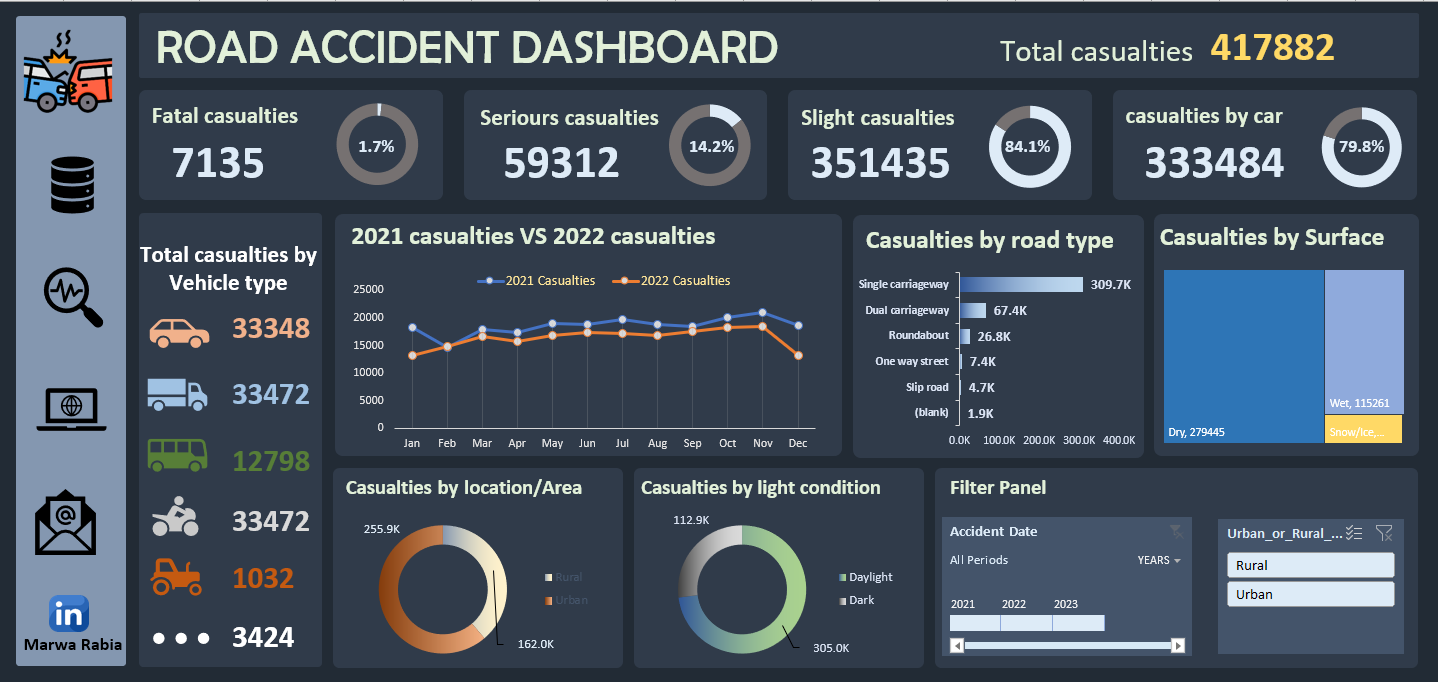 ROAD ACCIDENT DASHBOARD
Total casualties 417882
Fatal casualties
7135
1.7%
Seriours casualties
59312
14.2%
Slight casualties
351435
84.1%
casualties by car
333484
79.8%
Total casualties by
Vehicle type
33348
33472
12798
33472
1032
3424
2021 casualties VS 2022 casualties
2021 Casualties
2022 Casualties
25000
20000
15000
10000
5000
0
Jan Feb Mar Apr May Jun Jul Aug Sep Oct Nov Dec
Casualties by road type
Single carriageway 309.7K
Dual carriageway 67.4K
Roundabout 26.8K
One way street 7.4K
Slip road 4.7K
(blank) 1.9K
0.0K 100.0K 200.0K 300.0K 400.0K
Casualties by Surface
Dry, 279445
Wet, 115261
Snow/Ice,...
Casualties by location/Area
255.9K
162.0K
Rural
Urban
Casualties by light condition
112.9K
305.0K
Daylight
Dark
Filter Panel
Accident Date
All Periods
YEARS
2021 2022 2023
Urban_or_Rural_...
Rural
Urban
@
in
Marwa Rabia